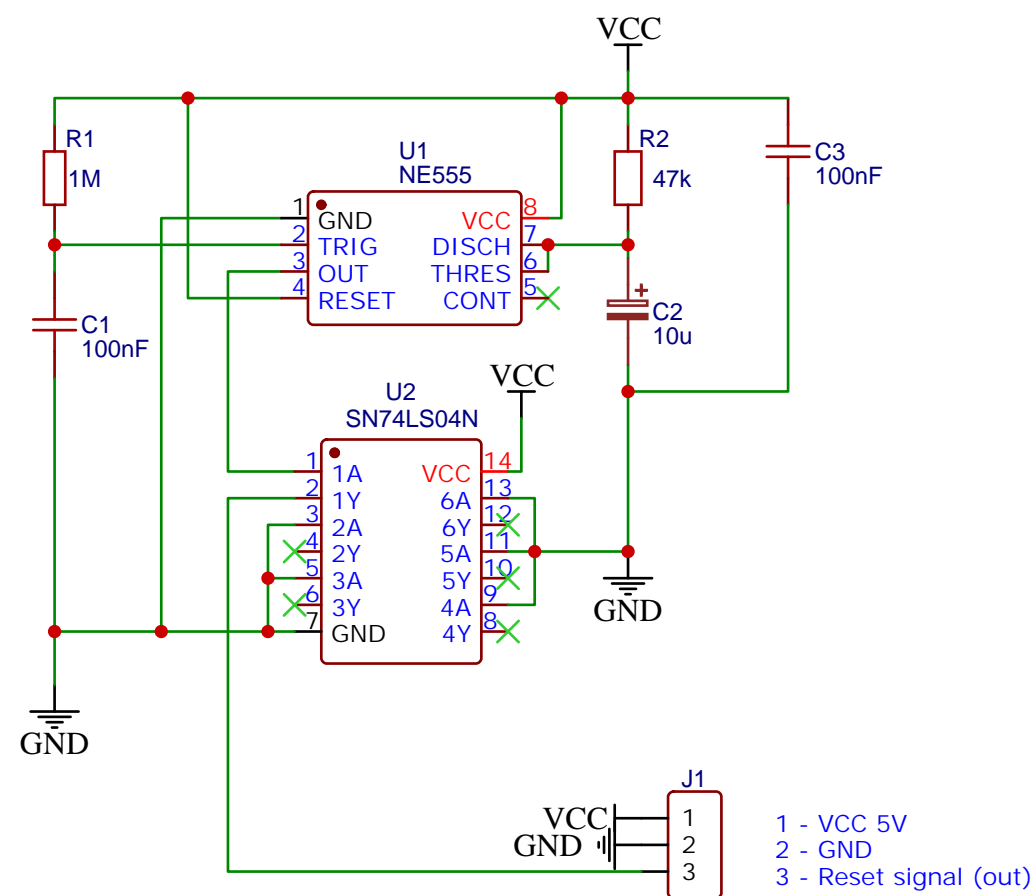 VCC
R1
1M
U1
NE555
R2
47k
C3
100nF
1 GND
2 TRIG
3 OUT
4 RESET
VCC 8
DISCH 7
THRES 6
CONT 5
C1
100nF
+
C2
10u
VCC
U2
SN74LS04N
1 1A
2 1Y
3 2A
4 2Y
5 3A
6 3Y
7 GND
VCC 14
6A 13
6Y 12
5A 11
5Y 10
4A 9
4Y 8
GND
GND
J1
VCC 1
GND 2
3
1 - VCC 5V
2 - GND
3 - Reset signal (out)